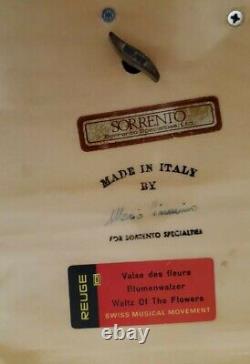 SORRENTO
Sorrento Specialties, Inc.
MADE IN ITALY
BY
FOR SORRENTO SPECIALTIES
REUGE
Valse des fleurs
Blumenwalzer
Waltz Of The Flowers
SWISS MUSICAL MOVEMENT
ebay